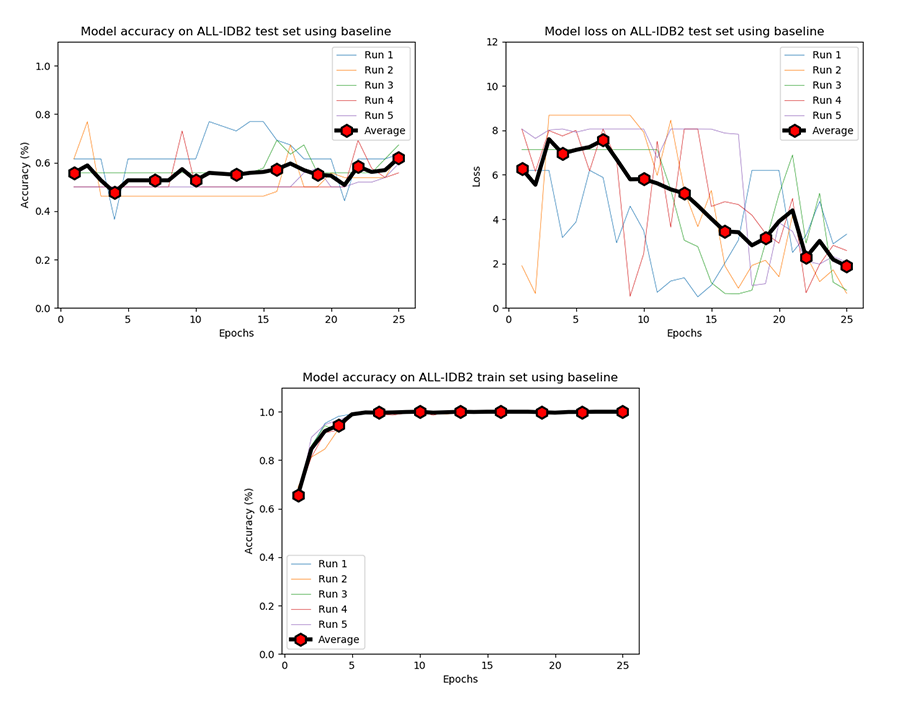 Model accuracy on ALL-IDB2 test set using baseline
Accuracy (%)
1.0
0.8
0.6
0.4
0.2
0.0
0 5 10 15 20 25
Epochs
Run 1
Run 2
Run 3
Run 4
Run 5
Average
Model loss on ALL-IDB2 test set using baseline
Loss
12
10
8
6
4
2
0
0 5 10 15 20 25
Epochs
Run 1
Run 2
Run 3
Run 4
Run 5
Average
Model accuracy on ALL-IDB2 train set using baseline
Accuracy (%)
1.0
0.8
0.6
0.4
0.2
0.0
0 5 10 15 20 25
Epochs
Run 1
Run 2
Run 3
Run 4
Run 5
Average